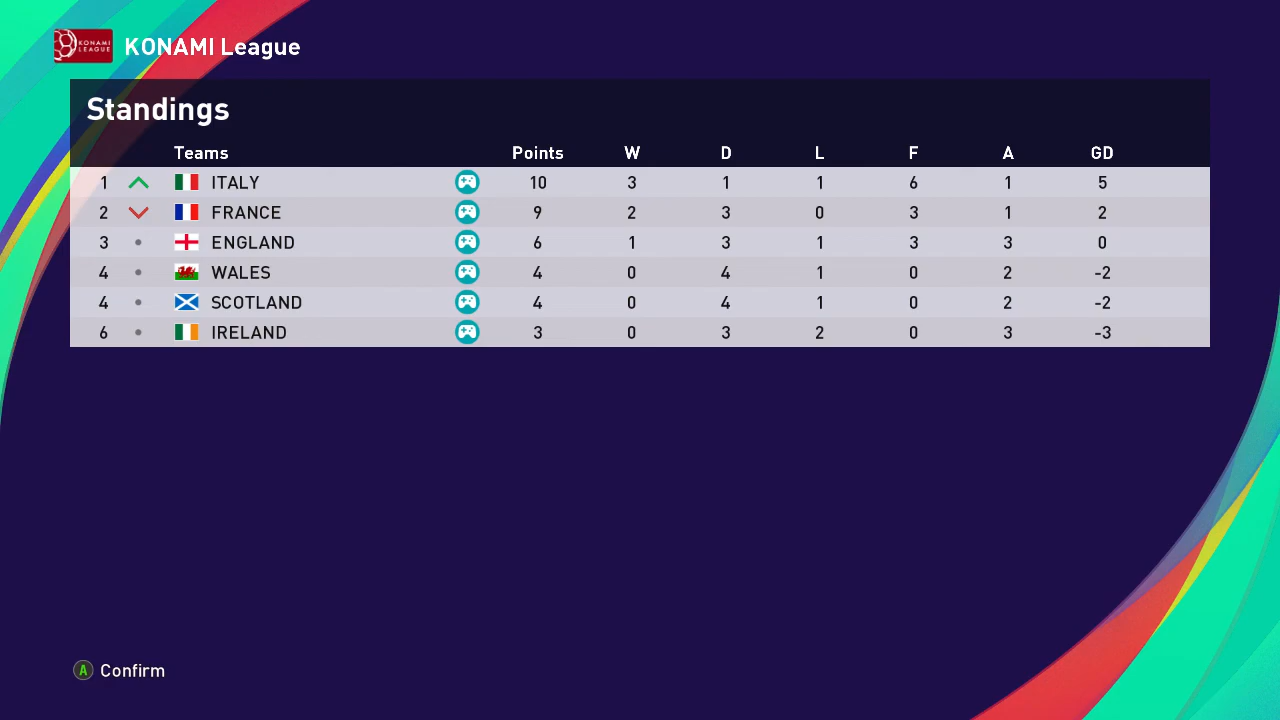 KONAMI LEAGUE
KONAMI League
Standings
Teams Points W D L F A GD
1 ITALY 10 3 1 1 6 1 5
2 FRANCE 9 2 3 0 3 1 2
3 ENGLAND 6 1 3 1 3 3 0
4 WALES 4 0 4 1 0 2 -2
4 SCOTLAND 4 0 4 1 0 2 -2
6 IRELAND 3 0 3 2 0 3 -3
A Confirm